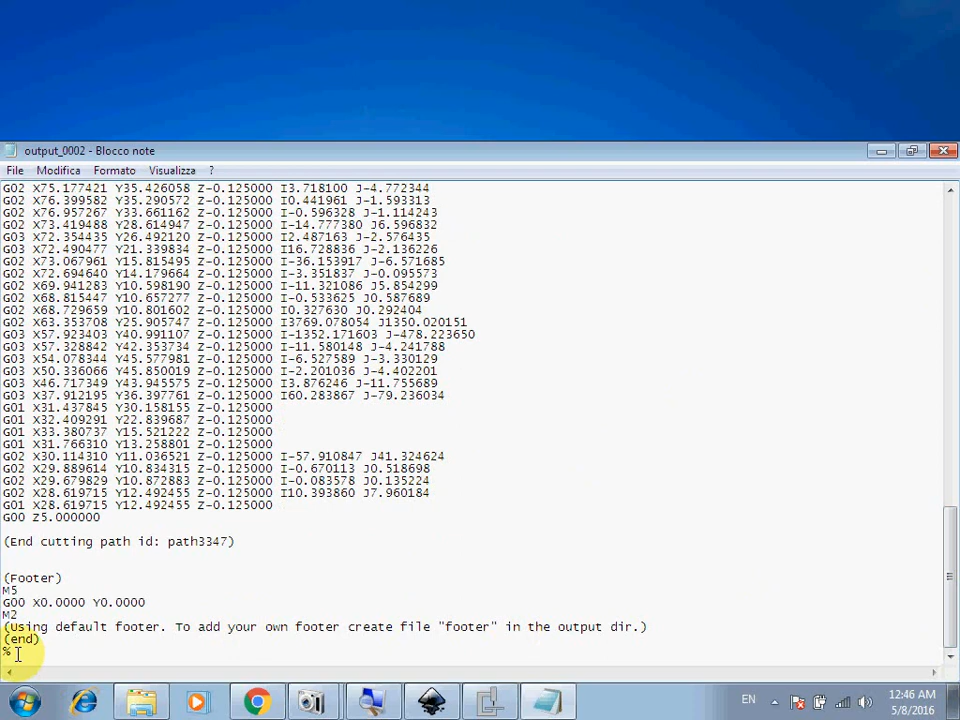 output_0002 - Blocco note
File Modifica Formato Visualizza ?
G02 X75.177421 Y35.426058 Z-0.125000 I3.718100 J-4.772344
G02 X76.399582 Y35.290572 Z-0.125000 I0.441961 J-1.593313
G02 X76.957267 Y33.661162 Z-0.125000 I-0.596328 J-1.114243
G02 X73.419488 Y28.614947 Z-0.125000 I-14.777380 J6.596832
G03 X72.354435 Y26.492120 Z-0.125000 I2.487163 J-2.576435
G03 X72.490477 Y21.339834 Z-0.125000 I16.728836 J-2.136226
G02 X73.067961 Y15.815495 Z-0.125000 I-36.153917 J-6.571685
G02 X72.694640 Y14.179664 Z-0.125000 I-3.351837 J-0.095573
G02 X69.941283 Y10.598190 Z-0.125000 I-11.321086 J5.854299
G02 X68.815447 Y10.657277 Z-0.125000 I-0.533625 J0.587689
G02 X68.729659 Y10.801602 Z-0.125000 I0.327630 J0.292404
G02 X63.353708 Y25.905747 Z-0.125000 I3769.078054 J1350.020151
G03 X57.923403 Y40.991107 Z-0.125000 I-1352.171603 J-478.223650
G03 X57.328842 Y42.353734 Z-0.125000 I-11.580148 J-4.241788
G03 X54.078344 Y45.577981 Z-0.125000 I-6.527589 J-3.330129
G03 X50.336066 Y45.850019 Z-0.125000 I-2.201036 J-4.402201
G03 X46.717349 Y43.945575 Z-0.125000 I3.876246 J-11.755689
G03 X37.912195 Y36.397761 Z-0.125000 I60.283867 J-79.236034
G01 X31.437845 Y30.158155 Z-0.125000
G01 X32.409291 Y22.839687 Z-0.125000
G01 X33.380737 Y15.521222 Z-0.125000
G01 X31.766310 Y13.258801 Z-0.125000
G02 X30.114310 Y11.036521 Z-0.125000 I-57.910847 J41.324624
G02 X29.889614 Y10.834315 Z-0.125000 I-0.670113 J0.518698
G02 X29.679829 Y10.872883 Z-0.125000 I-0.083578 J0.135224
G02 X28.619715 Y12.492455 Z-0.125000 I10.393860 J7.960184
G01 X28.619715 Y12.492455 Z-0.125000
G00 Z5.000000
(End cutting path id: path3347)
(Footer)
M5
G00 X0.0000 Y0.0000
M2
(Using default footer. To add your own footer create file "footer" in the output dir.)
(end)
%
EN
12:46 AM
5/8/2016